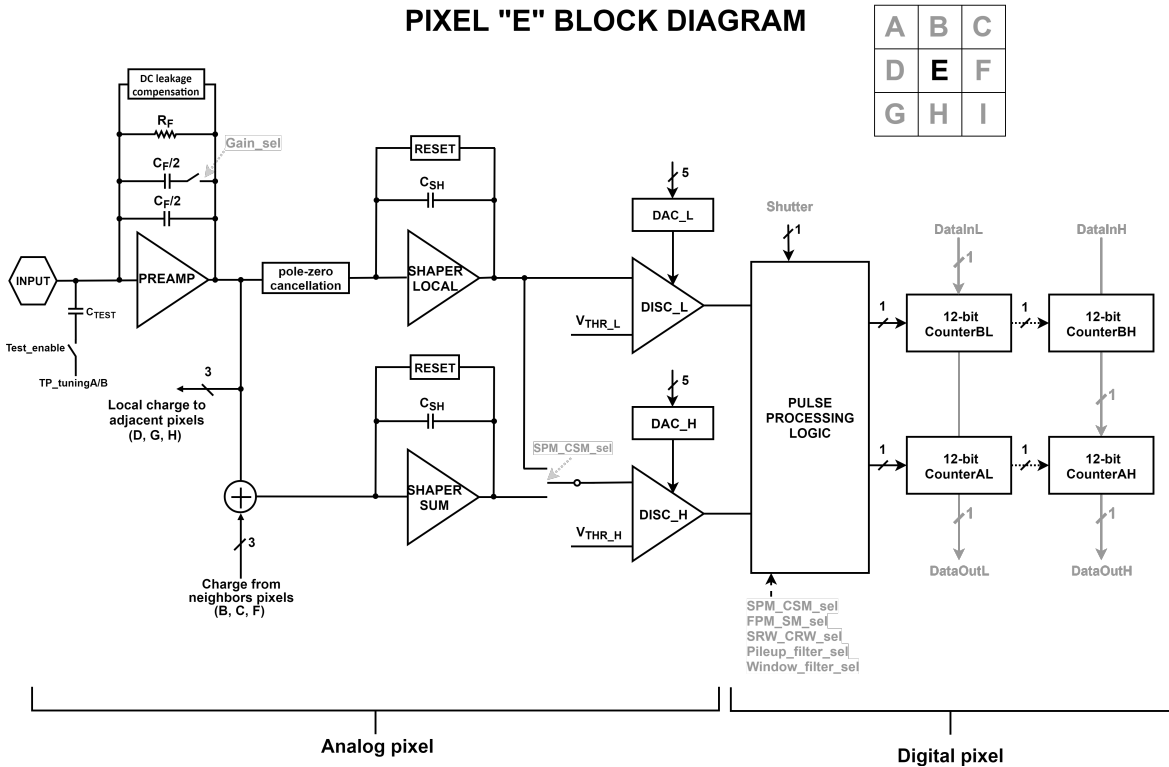 PIXEL "E" BLOCK DIAGRAM
A B C
D E F
G H I
DC leakage
compensation
RF
Gain_sel
CF/2
CF/2
INPUT
PREAMP
CTEST
Test_enable
TP_tuningA/B
pole-zero
cancellation
RESET
CSH
SHAPER
LOCAL
3
Local charge to
adjacent pixels
(D, G, H)
RESET
CSH
SHAPER
SUM
3
Charge from
neighbors pixels
(B, C, F)
SPM_CSM_sel
5
DAC_L
DISC_L
VTHR_L
5
DAC_H
DISC_H
VTHR_H
Shutter
1
PULSE
PROCESSING
LOGIC
SPM_CSM_sel
FPM_SM_sel
SRW_CRW_sel
Pileup_filter_sel
Window_filter_sel
DataInL
DataInH
1
1
12-bit
CounterBL
1
12-bit
CounterBH
1
1
12-bit
CounterAL
1
12-bit
CounterAH
1
1
DataOutL
DataOutH
Analog pixel
Digital pixel